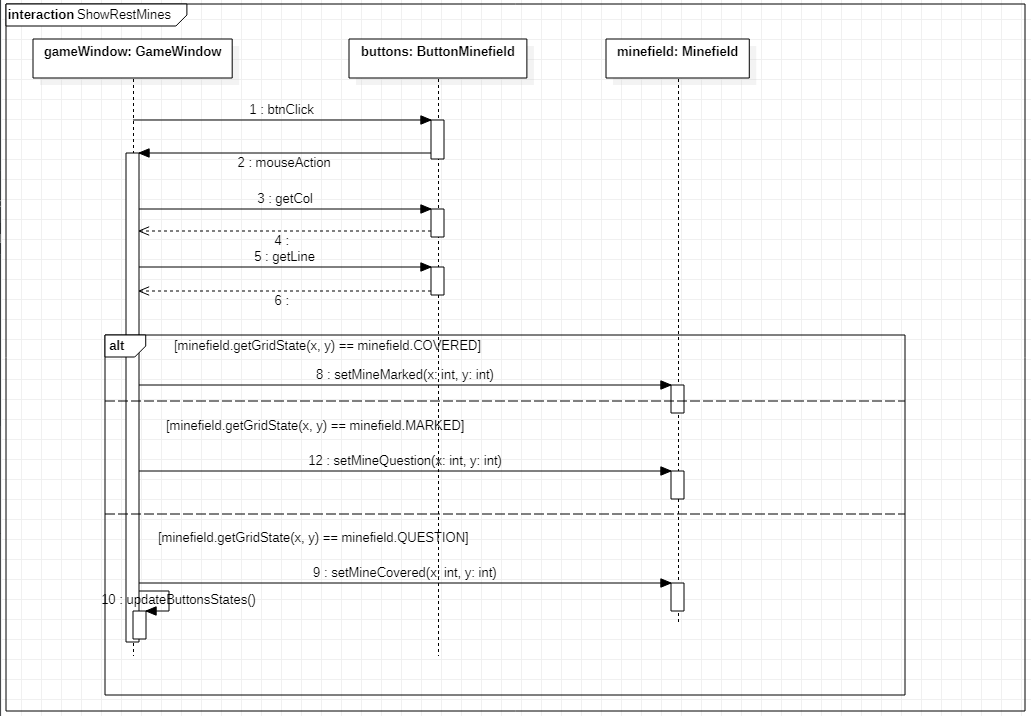 interaction ShowRestMines
gameWindow: GameWindow
buttons: ButtonMinefield
minefield: Minefield
1 : btnClick
2 : mouseAction
3 : getCol
4 :
5 : getLine
6 :
alt
[minefield.getGridState(x, y) == minefield.COVERED]
8 : setMineMarked(x: int, y: int)
[minefield.getGridState(x, y) == minefield.MARKED]
12 : setMineQuestion(x: int, y: int)
[minefield.getGridState(x, y) == minefield.QUESTION]
9 : setMineCovered(x: int, y: int)
10 : updateButtonsStates()